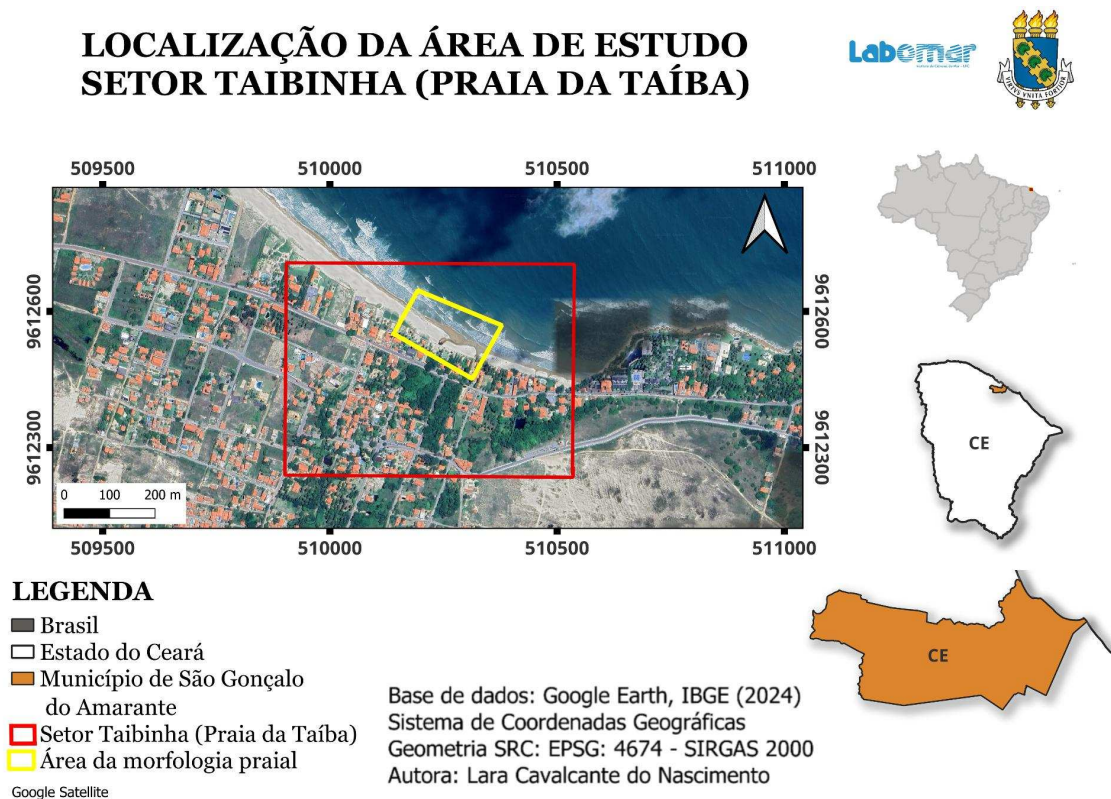 LOCALIZAÇÃO DA ÁREA DE ESTUDO
SETOR TAIBINHA (PRAIA DA TAÍBA)
Labomar
VIRTVS VNITA FORTIOR
509500 510000 510500 511000
9612600 9612600
9612300 9612300
0 100 200 m
509500 510000 510500 511000
CE
CE
LEGENDA
Brasil
Estado do Ceará
Município de São Gonçalo
do Amarante
Setor Taibinha (Praia da Taíba)
Área da morfologia praial
Google Satellite
Base de dados: Google Earth, IBGE (2024)
Sistema de Coordenadas Geográficas
Geometria SRC: EPSG: 4674 - SIRGAS 2000
Autora: Lara Cavalcante do Nascimento